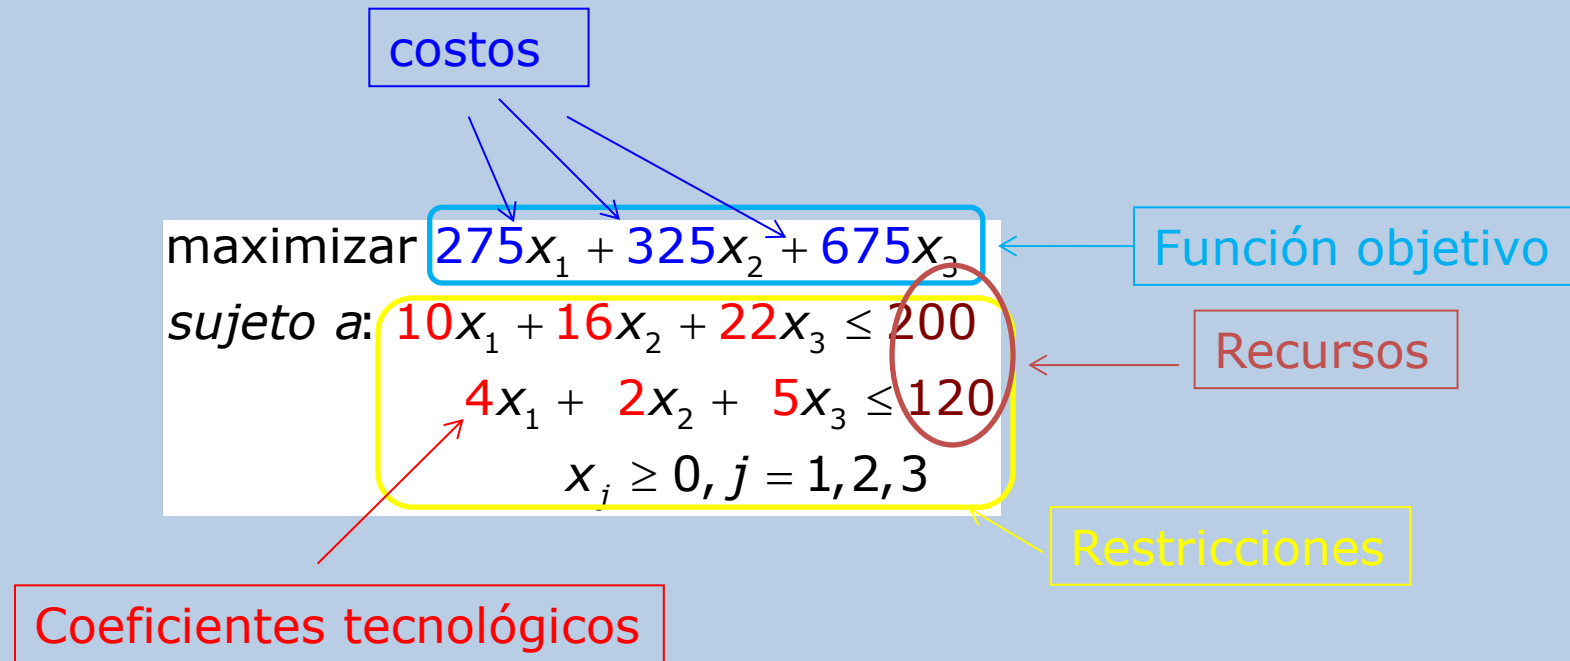 costos
maximizar 275x₁ + 325x₂ + 675x₃
Función objetivo
sujeto a: 10x₁ + 16x₂ + 22x₃ ≤ 200
Recursos
4x₁ + 2x₂ + 5x₃ ≤ 120
xⱼ ≥ 0, j = 1,2,3
Restricciones
Coeficientes tecnológicos